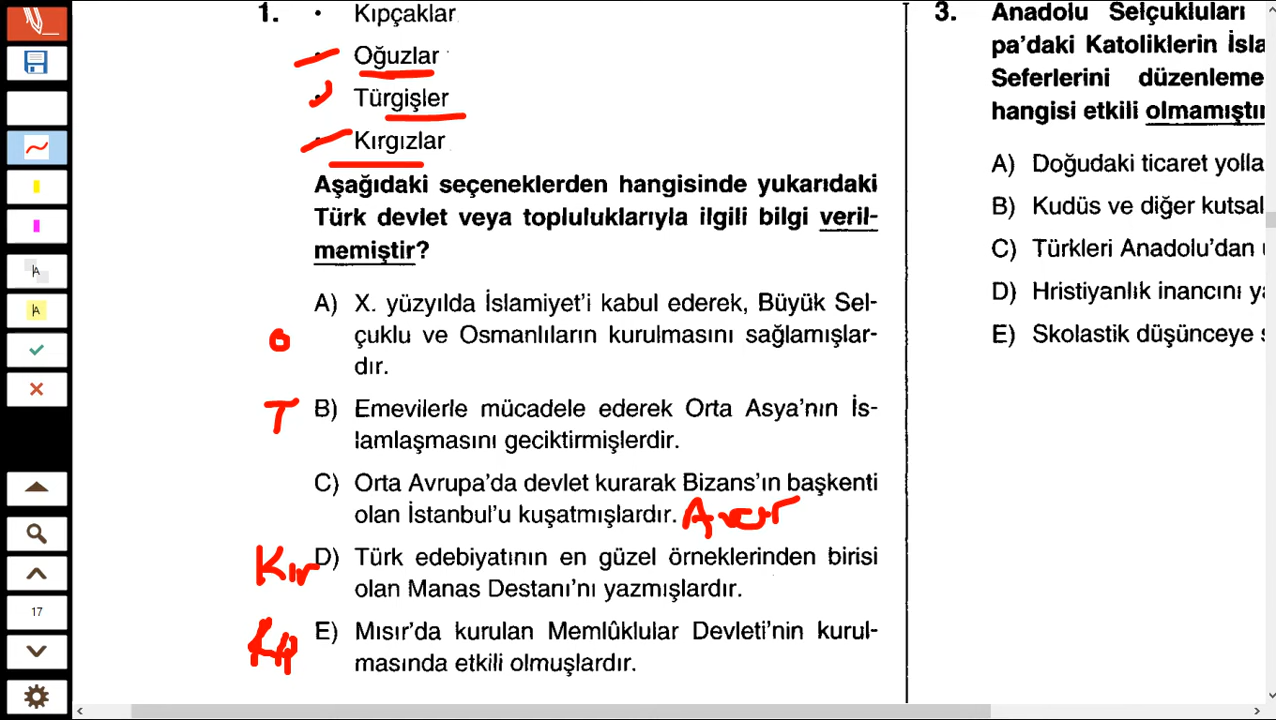 1. • Kıpçaklar
Oğuzlar
Türgişler
Kırgızlar
Aşağıdaki seçeneklerden hangisinde yukarıdaki
Türk devlet veya topluluklarıyla ilgili bilgi veril-
memiştir?
O
A) X. yüzyılda İslamiyet'i kabul ederek, Büyük Sel-
çuklu ve Osmanlıların kurulmasını sağlamışlar-
dır.
T B) Emevilerle mücadele ederek Orta Asya'nın İs-
lamlaşmasını geciktirmişlerdir.
C) Orta Avrupa'da devlet kurarak Bizans'ın başkenti
olan İstanbul'u kuşatmışlardır. Avar
Kır D) Türk edebiyatının en güzel örneklerinden birisi
olan Manas Destanı'nı yazmışlardır.
E) Mısır'da kurulan Memlûklular Devleti'nin kurul-
masında etkili olmuşlardır.
3. Anadolu Selçukluları
pa'daki Katoliklerin İsla
Seferlerini düzenleme
hangisi etkili olmamıştır
A) Doğudaki ticaret yolla
B) Kudüs ve diğer kutsal
C) Türkleri Anadolu'dan
D) Hristiyanlık inancını ya
E) Skolastik düşünceye s
17